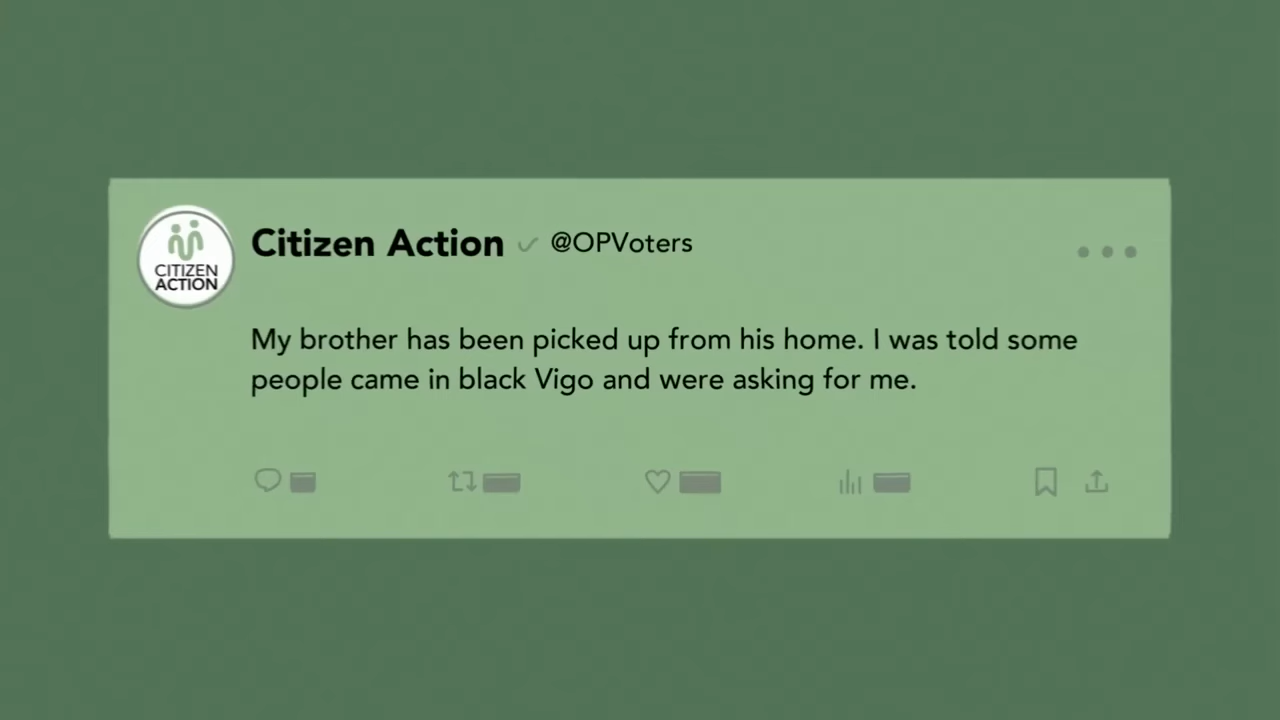 CITIZEN
ACTION
Citizen Action @OPVoters
My brother has been picked up from his home. I was told some
people came in black Vigo and were asking for me.